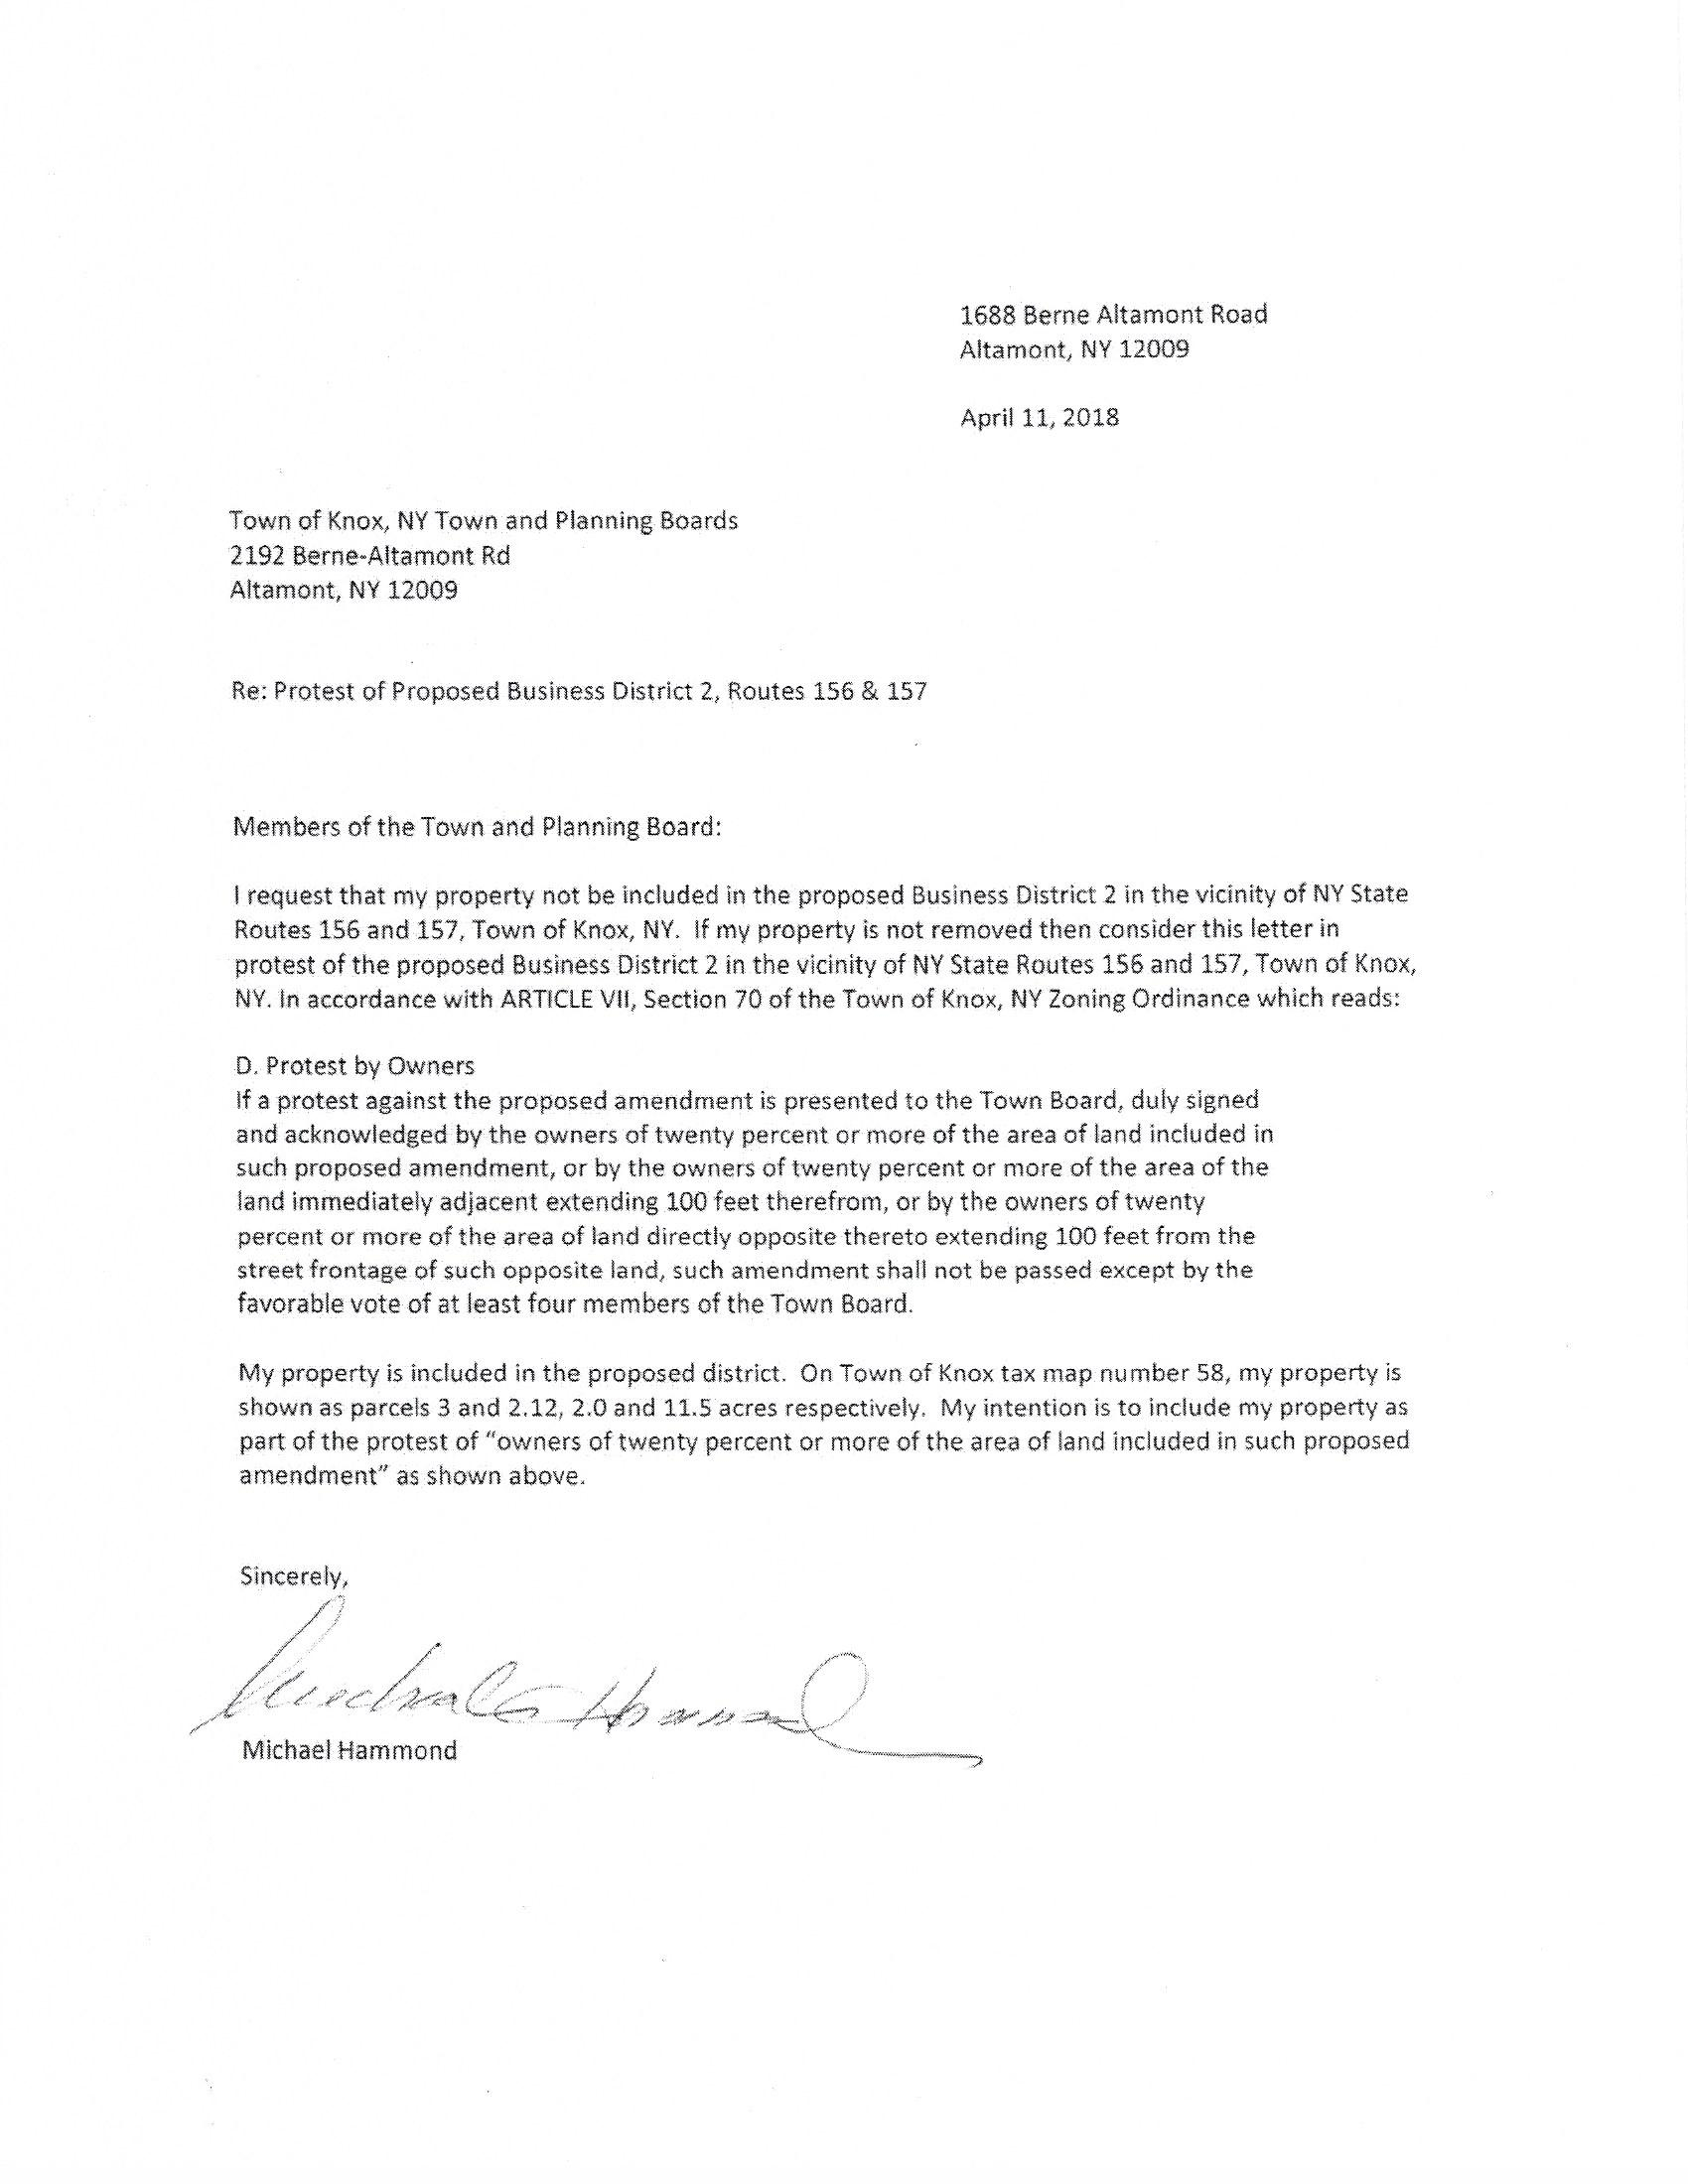 1688 Berne Altamont Road
Altamont, NY 12009
April 11, 2018
Town of Knox, NY Town and Planning Boards
2192 Berne-Altamont Rd
Altamont, NY 12009
Re: Protest of Proposed Business District 2, Routes 156 & 157
Members of the Town and Planning Board:
I request that my property not be included in the proposed Business District 2 in the vicinity of NY State
Routes 156 and 157, Town of Knox, NY.  If my property is not removed then consider this letter in
protest of the proposed Business District 2 in the vicinity of NY State Routes 156 and 157, Town of Knox,
NY. In accordance with ARTICLE VII, Section 70 of the Town of Knox, NY Zoning Ordinance which reads:
D. Protest by Owners
If a protest against the proposed amendment is presented to the Town Board, duly signed
and acknowledged by the owners of twenty percent or more of the area of land included in
such proposed amendment, or by the owners of twenty percent or more of the area of the
land immediately adjacent extending 100 feet therefrom, or by the owners of twenty
percent or more of the area of land directly opposite thereto extending 100 feet from the
street frontage of such opposite land, such amendment shall not be passed except by the
favorable vote of at least four members of the Town Board.
My property is included in the proposed district.  On Town of Knox tax map number 58, my property is
shown as parcels 3 and 2.12, 2.0 and 11.5 acres respectively.  My intention is to include my property as
part of the protest of “owners of twenty percent or more of the area of land included in such proposed
amendment” as shown above.
Sincerely,
Michael G Hammond
Michael Hammond